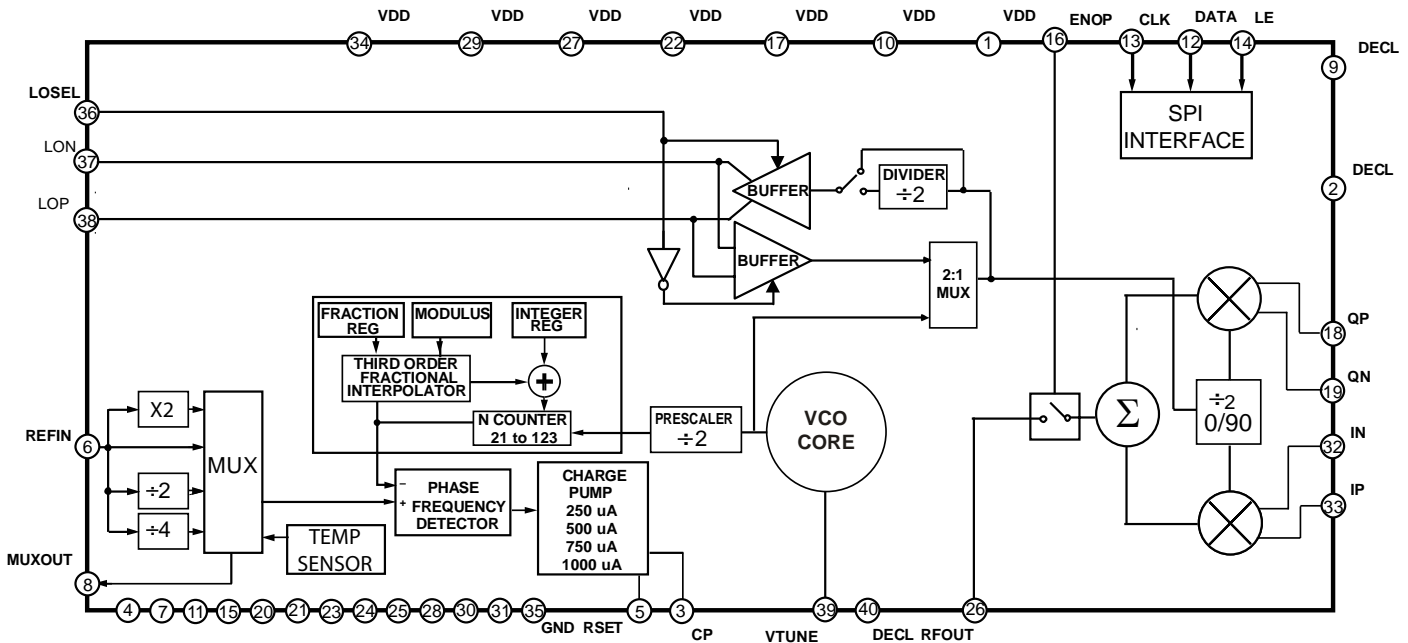 VDD VDD VDD VDD VDD VDD VDD ENOP CLK DATA LE
34 29 27 22 17 10 1 16 13 12 14
DECL
9
LOSEL
36
SPI
INTERFACE
LON
37
LOP
38
DECL
2
BUFFER
DIVIDER
÷2
BUFFER
2:1
MUX
FRACTION
REG
MODULUS
INTEGER
REG
THIRD ORDER
FRACTIONAL
INTERPOLATOR
+
N COUNTER
21 to 123
PRESCALER
÷2
VCO
CORE
Σ
÷2
0/90
QP
18
QN
19
IN
32
IP
33
REFIN
6
X2
÷2
÷4
MUX
–
+
PHASE
FREQUENCY
DETECTOR
CHARGE
PUMP
250 uA
500 uA
750 uA
1000 uA
TEMP
SENSOR
MUXOUT
8
4 7 11 15 20 21 23 24 25 28 30 31 35 5 3 39 40 26
GND RSET CP VTUNE DECL RFOUT